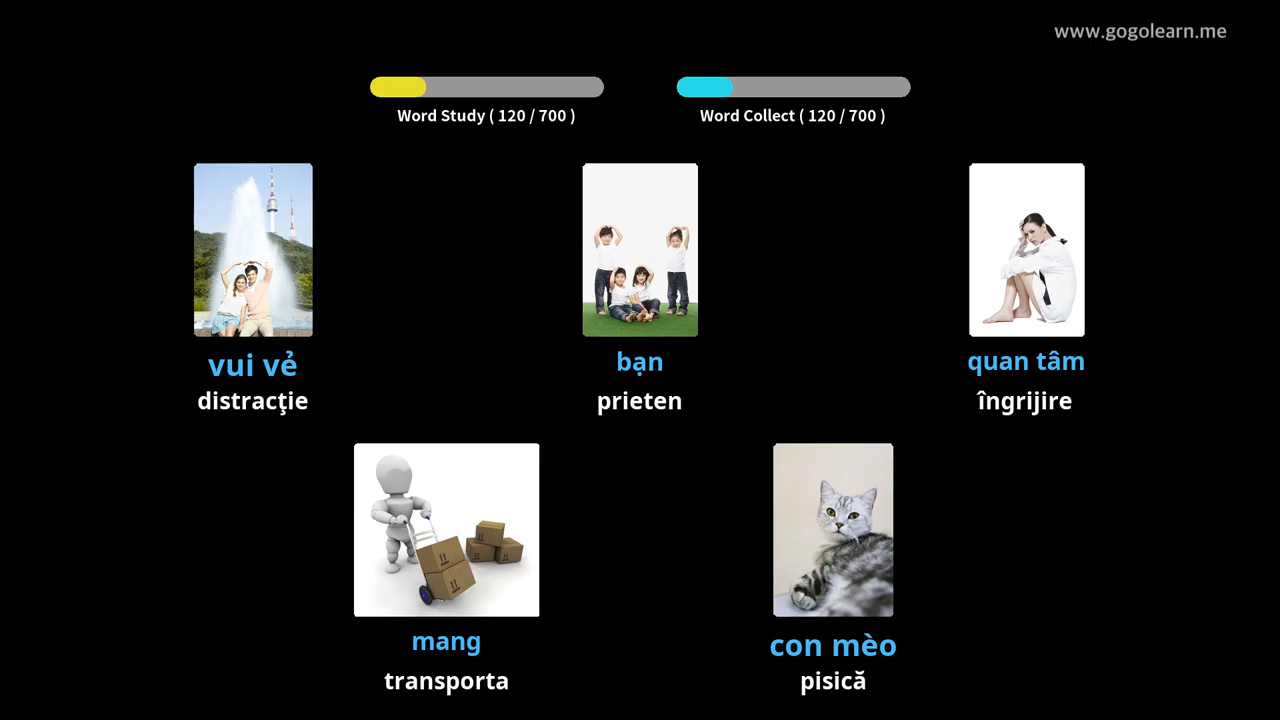 www.gogolearn.me
Word Study ( 120 / 700 )
Word Collect ( 120 / 700 )
vui vẻ
distracţie
bạn
prieten
quan tâm
îngrijire
mang
transporta
con mèo
pisică